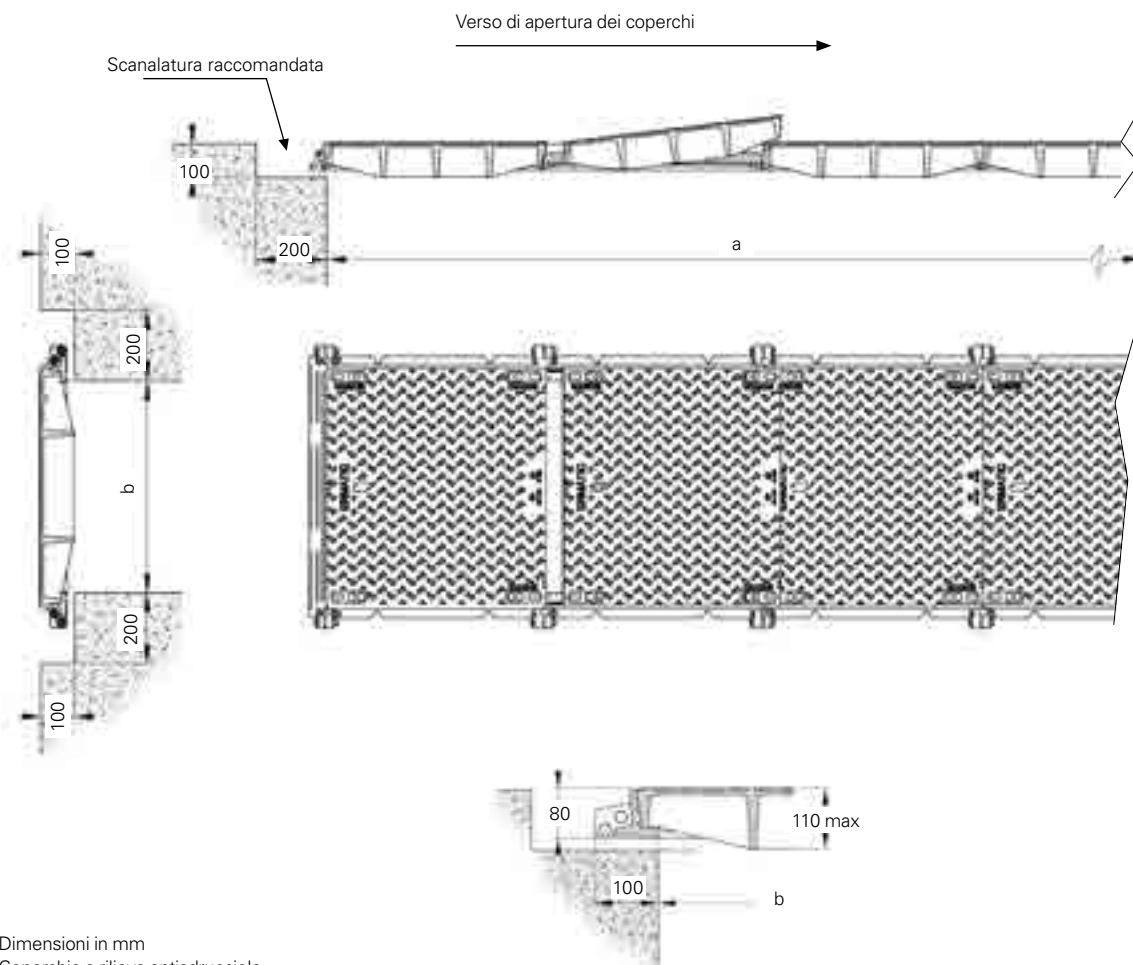 Verso di apertura dei coperchi
Scanalatura raccomandata
100
200
a
100
200
b
200
100
80
110 max
100
b
Dimensioni in mm